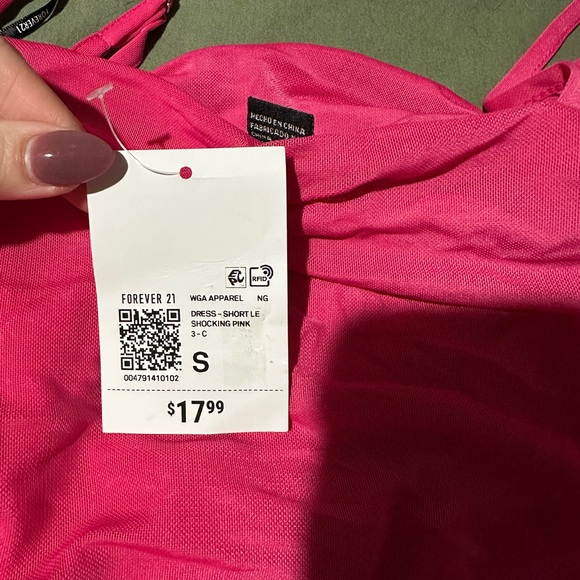 FOREVER21
HECHO EN CHINA
FABRICADO
RFID
FOREVER 21
WGA APPAREL NG
DRESS - SHORT LE
SHOCKING PINK
3 - C
S
004791410102
$17.99